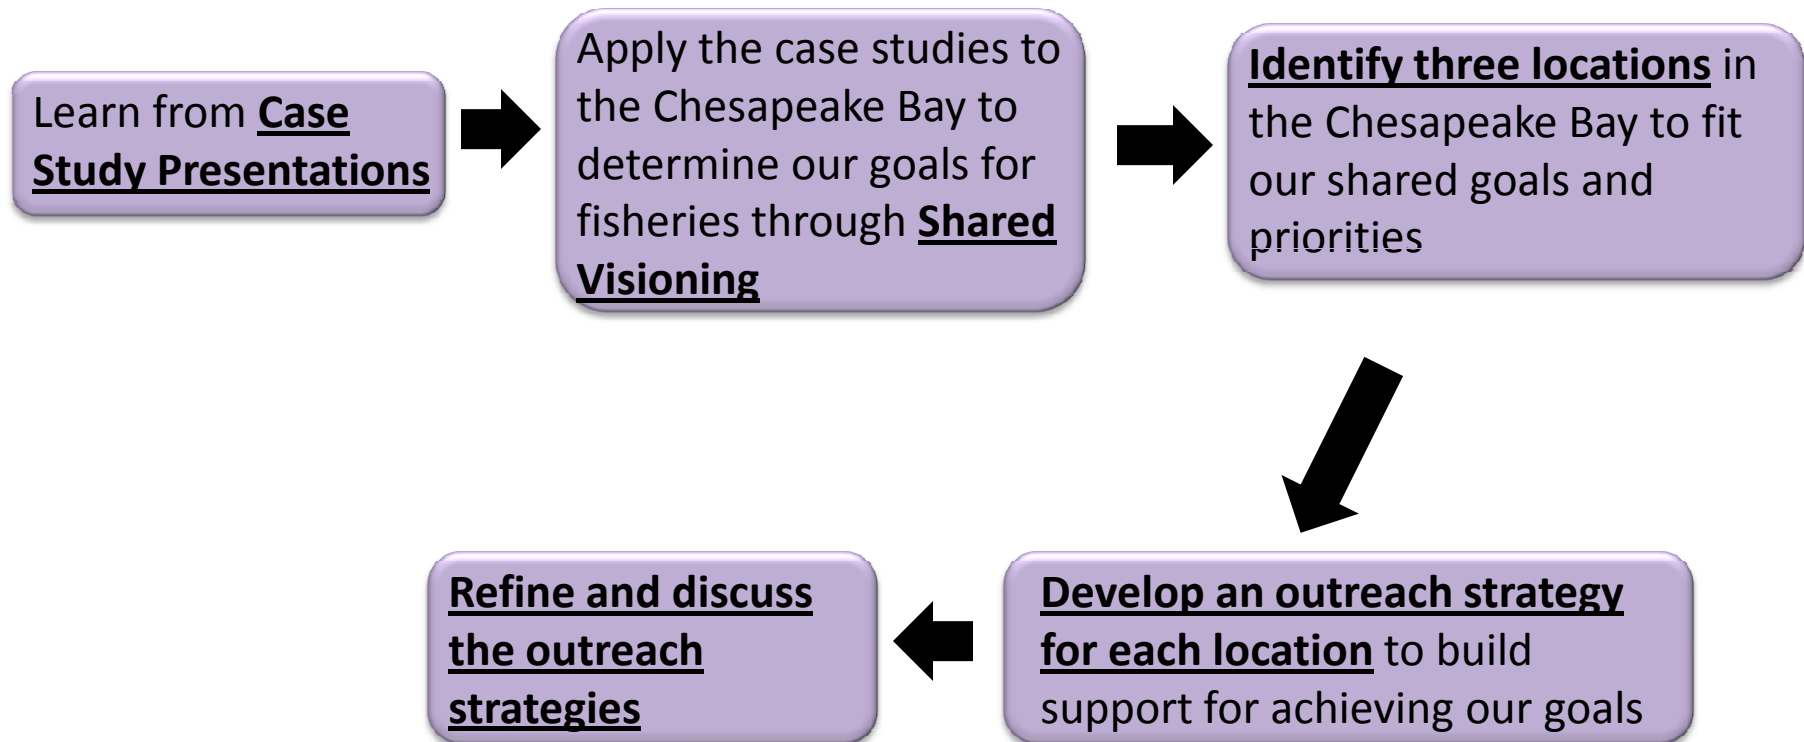 Learn from Case
Study Presentations
Apply the case studies to
the Chesapeake Bay to
determine our goals for
fisheries through Shared
Visioning
Identify three locations in
the Chesapeake Bay to fit
our shared goals and
priorities
Develop an outreach strategy
for each location to build
support for achieving our goals
Refine and discuss
the outreach
strategies